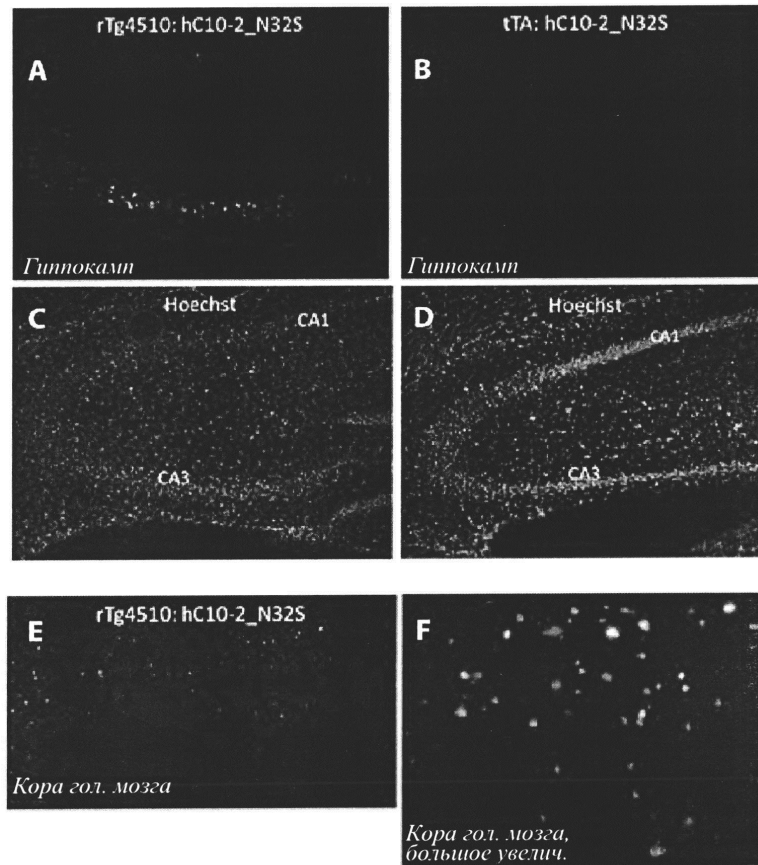 rTg4510: hC10-2_N32S
A
Гиппокамп
tTA: hC10-2_N32S
B
Гиппокамп
C
Hoechst
CA1
CA3
D
Hoechst
CA1
CA3
rTg4510: hC10-2_N32S
E
Кора гол. мозга
F
Кора гол. мозга,
большое увелич.